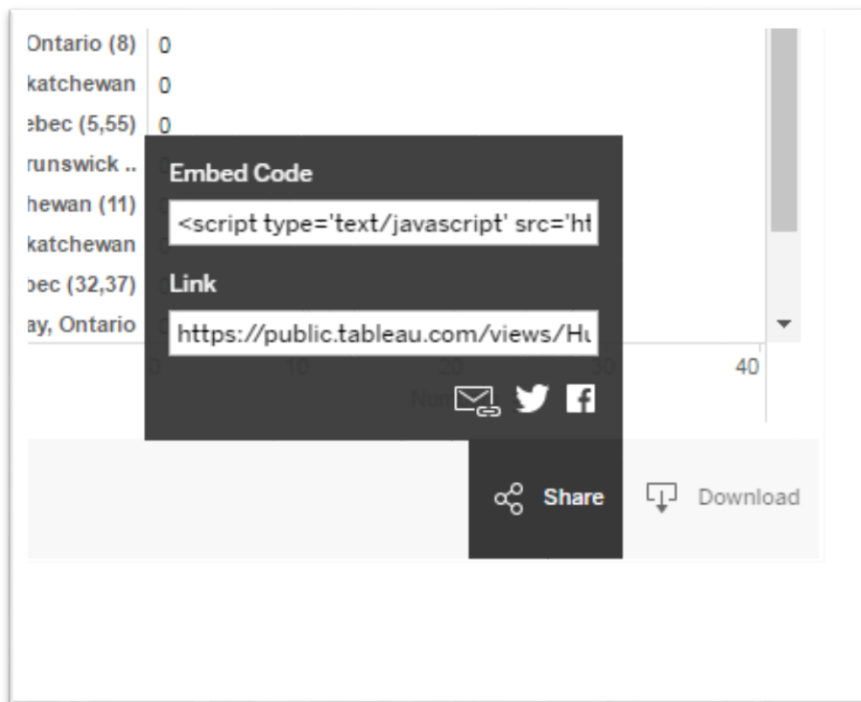 Ontario (8) 0
katchewan 0
ebec (5,55) 0
runswick ..
hewan (11)
katchewan
bec (32,37)
ay, Ontario
Embed Code
<script type='text/javascript' src='ht
Link
https://public.tableau.com/views/Hu
0 10 20 30 40
Share Download